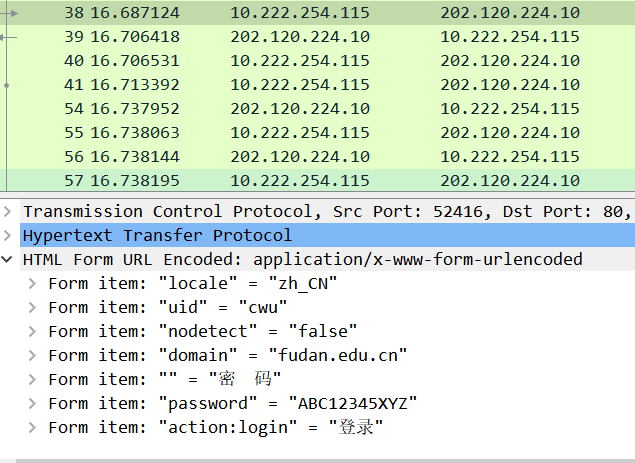 38 16.687124 10.222.254.115 202.120.224.10
39 16.706418 202.120.224.10 10.222.254.115
40 16.706531 202.120.224.10 10.222.254.115
41 16.713392 10.222.254.115 202.120.224.10
54 16.737952 202.120.224.10 10.222.254.115
55 16.738063 202.120.224.10 10.222.254.115
56 16.738144 202.120.224.10 10.222.254.115
57 16.738195 10.222.254.115 202.120.224.10
Transmission Control Protocol, Src Port: 52416, Dst Port: 80,
Hypertext Transfer Protocol
HTML Form URL Encoded: application/x-www-form-urlencoded
Form item: "locale" = "zh_CN"
Form item: "uid" = "cwu"
Form item: "nodetect" = "false"
Form item: "domain" = "fudan.edu.cn"
Form item: "" = "密  码"
Form item: "password" = "ABC12345XYZ"
Form item: "action:login" = "登录"